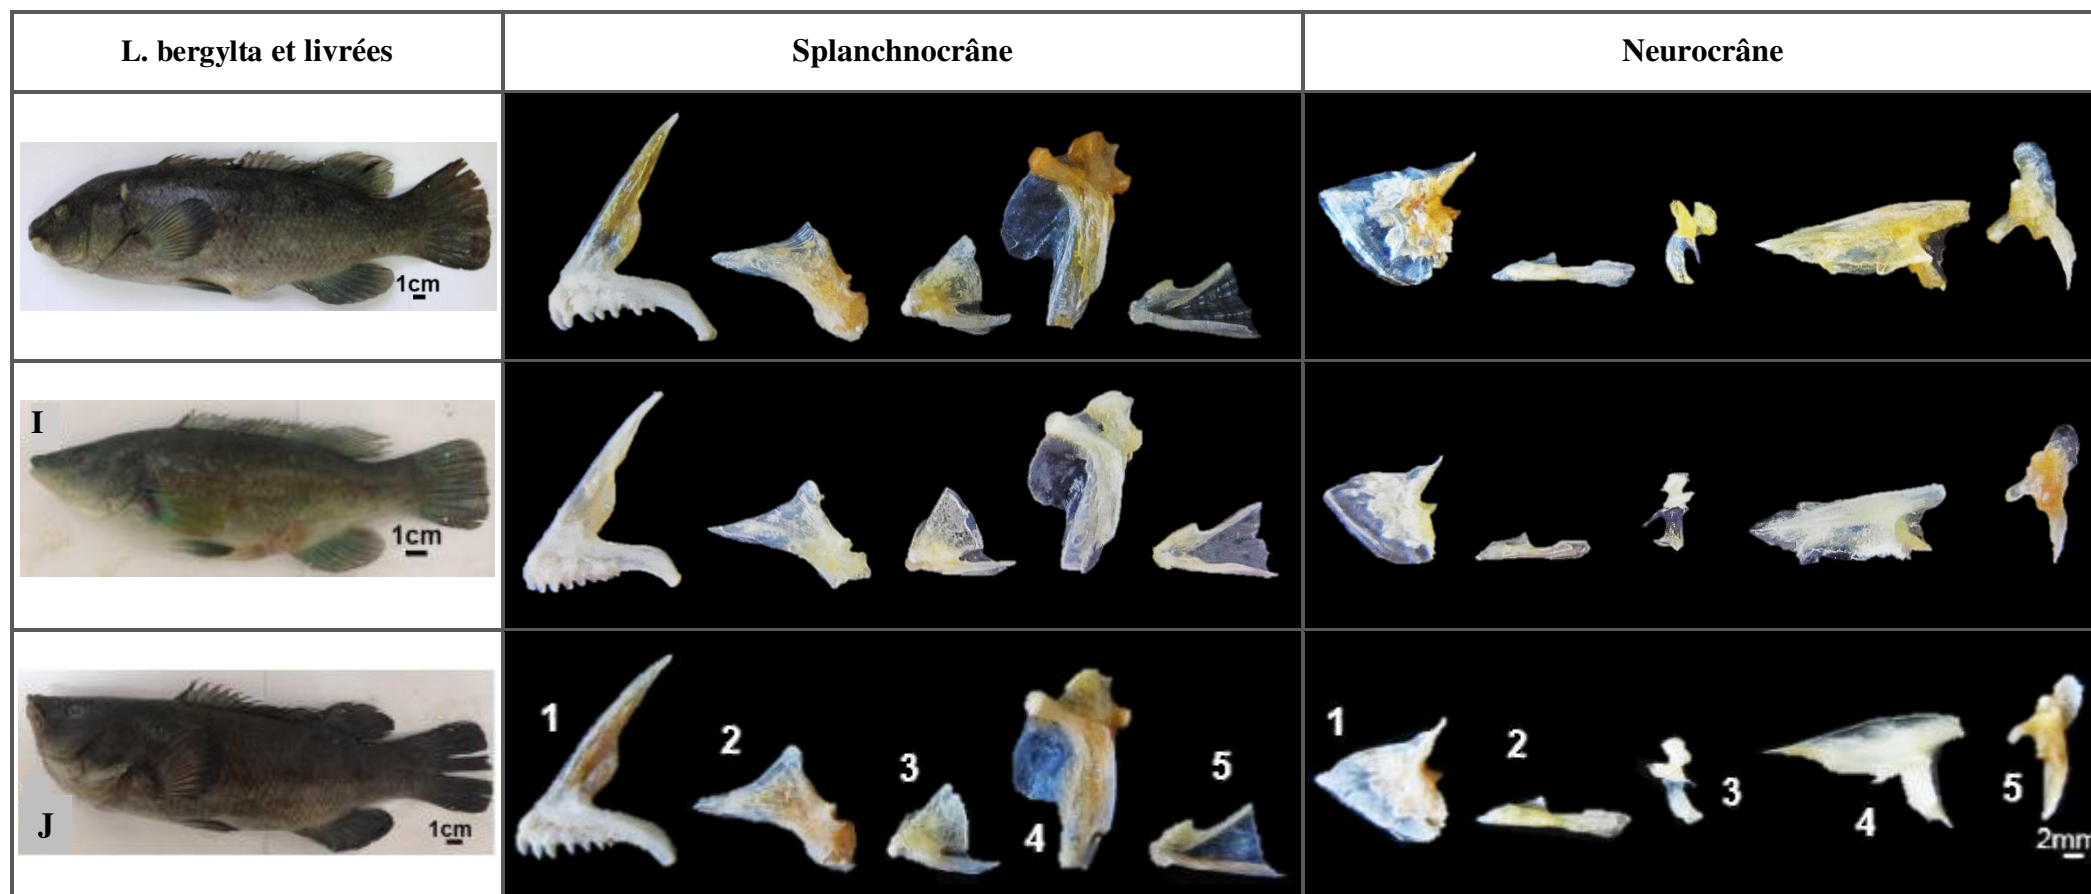 L. bergylta et livrées
Splanchnocrâne
Neurocrâne
1cm
I
1cm
J
1cm
1
2
3
4
5
1
2
3
4
5
2mm